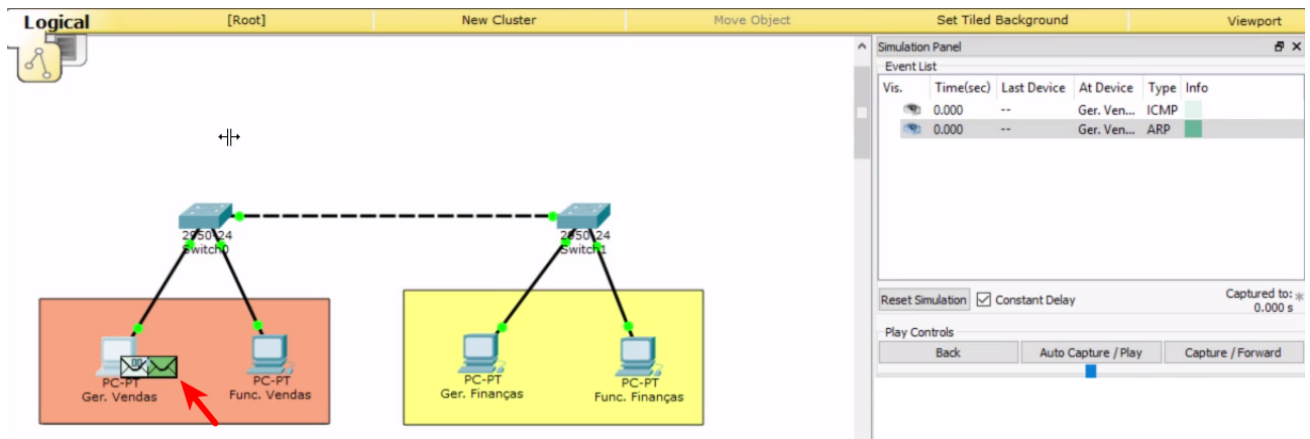 Logical
[Root]
New Cluster
Move Object
Set Tiled Background
Viewport
Simulation Panel
Event List
Vis. Time(sec) Last Device At Device Type Info
0.000 -- Ger. Ven... ICMP
0.000 -- Ger. Ven... ARP
2950-24
Switch0
2950-24
Switch1
Reset Simulation Constant Delay
Captured to:
0.000 s
Play Controls
Back Auto Capture / Play Capture / Forward
PC-PT
Ger. Vendas
PC-PT
Func. Vendas
PC-PT
Ger. Finanças
PC-PT
Func. Finanças